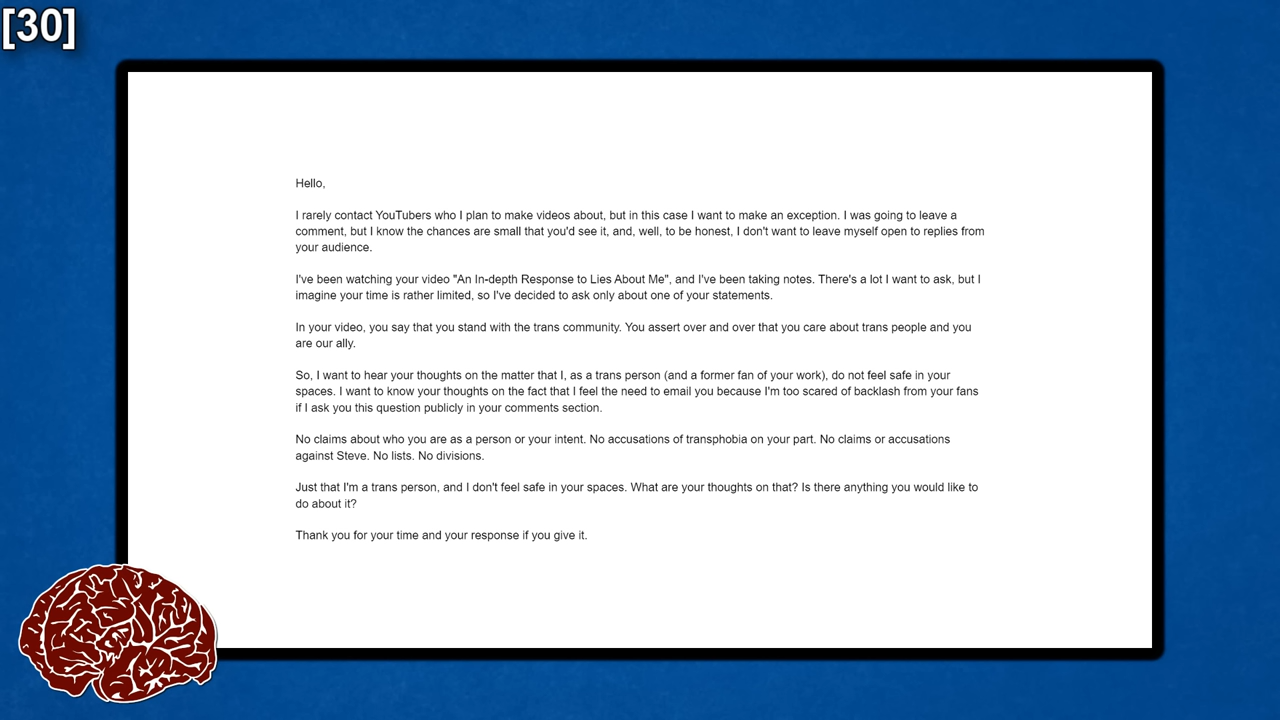 [30]
Hello,
I rarely contact YouTubers who I plan to make videos about, but in this case I want to make an exception. I was going to leave a
comment, but I know the chances are small that you'd see it, and, well, to be honest, I don't want to leave myself open to replies from
your audience.
I've been watching your video "An In-depth Response to Lies About Me", and I've been taking notes. There's a lot I want to ask, but I
imagine your time is rather limited, so I've decided to ask only about one of your statements.
In your video, you say that you stand with the trans community. You assert over and over that you care about trans people and you
are our ally.
So, I want to hear your thoughts on the matter that I, as a trans person (and a former fan of your work), do not feel safe in your
spaces. I want to know your thoughts on the fact that I feel the need to email you because I'm too scared of backlash from your fans
if I ask you this question publicly in your comments section.
No claims about who you are as a person or your intent. No accusations of transphobia on your part. No claims or accusations
against Steve. No lists. No divisions.
Just that I'm a trans person, and I don't feel safe in your spaces. What are your thoughts on that? Is there anything you would like to
do about it?
Thank you for your time and your response if you give it.